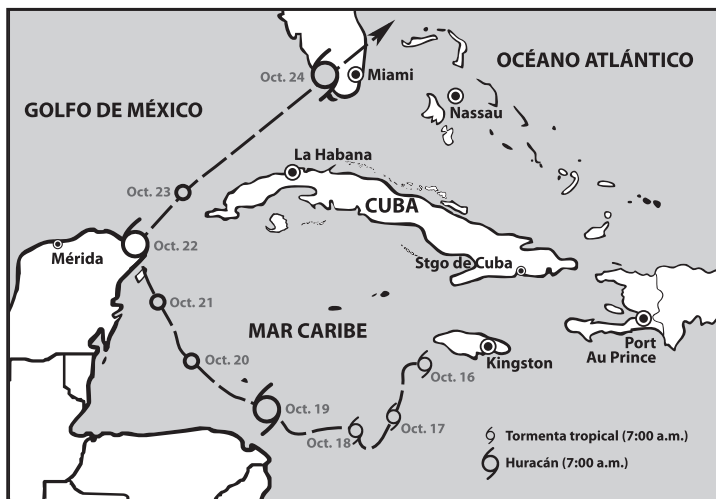 Oct. 24
Miami
OCÉANO ATLÁNTICO
GOLFO DE MÉXICO
Nassau
La Habana
Oct. 23
CUBA
Oct. 22
Mérida
Stgo de Cuba
Oct. 21
MAR CARIBE
Port
Au Prince
Kingston
Oct. 20
Oct. 16
Oct. 19
Oct. 17
Oct. 18
Tormenta tropical (7:00 a.m.)
Huracán (7:00 a.m.)